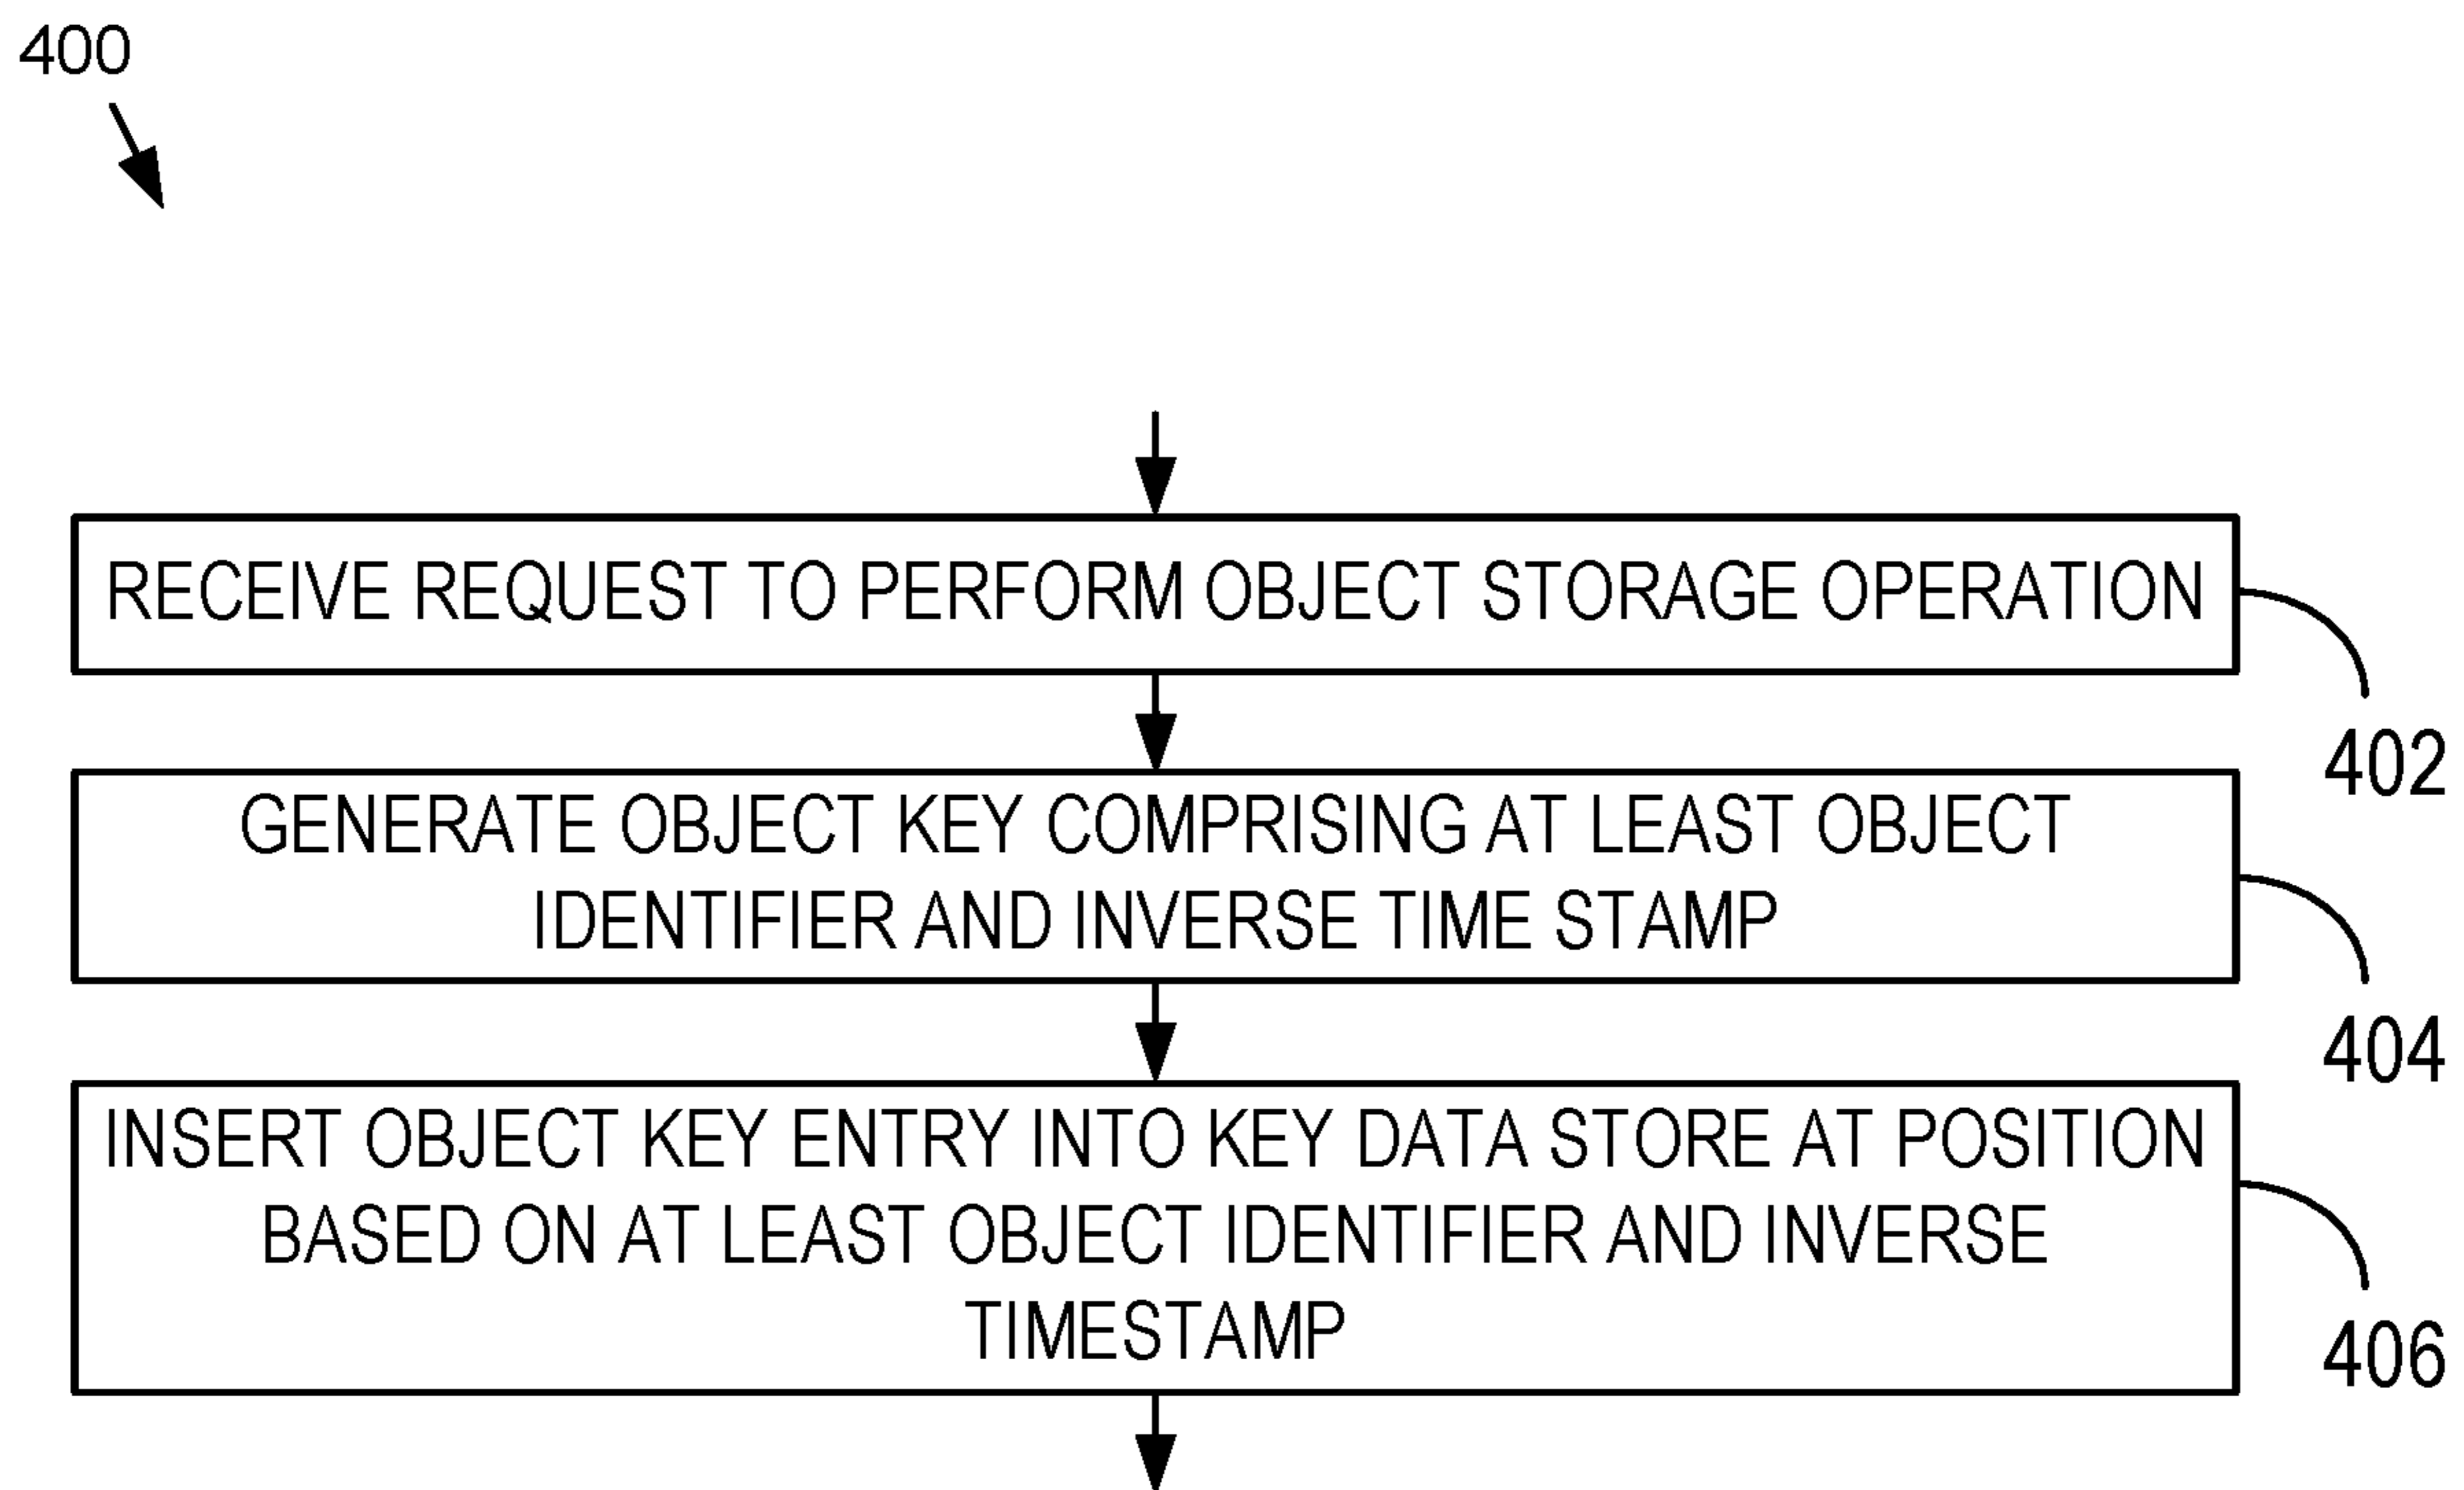 400
RECEIVE REQUEST TO PERFORM OBJECT STORAGE OPERATION
402
GENERATE OBJECT KEY COMPRISING AT LEAST OBJECT
IDENTIFIER AND INVERSE TIME STAMP
404
INSERT OBJECT KEY ENTRY INTO KEY DATA STORE AT POSITION
BASED ON AT LEAST OBJECT IDENTIFIER AND INVERSE
TIMESTAMP
406